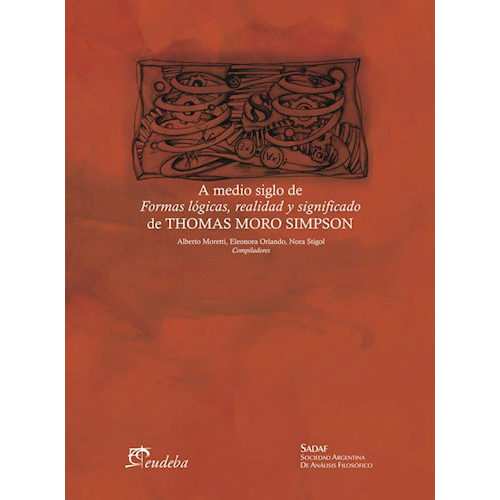 A medio siglo de
Formas lógicas, realidad y significado
de THOMAS MORO SIMPSON
Alberto Moretti, Eleonora Orlando, Nora Stigol
Compiladores
eudeba
SADAF
SOCIEDAD ARGENTINA
DE ANÁLISIS FILOSÓFICO